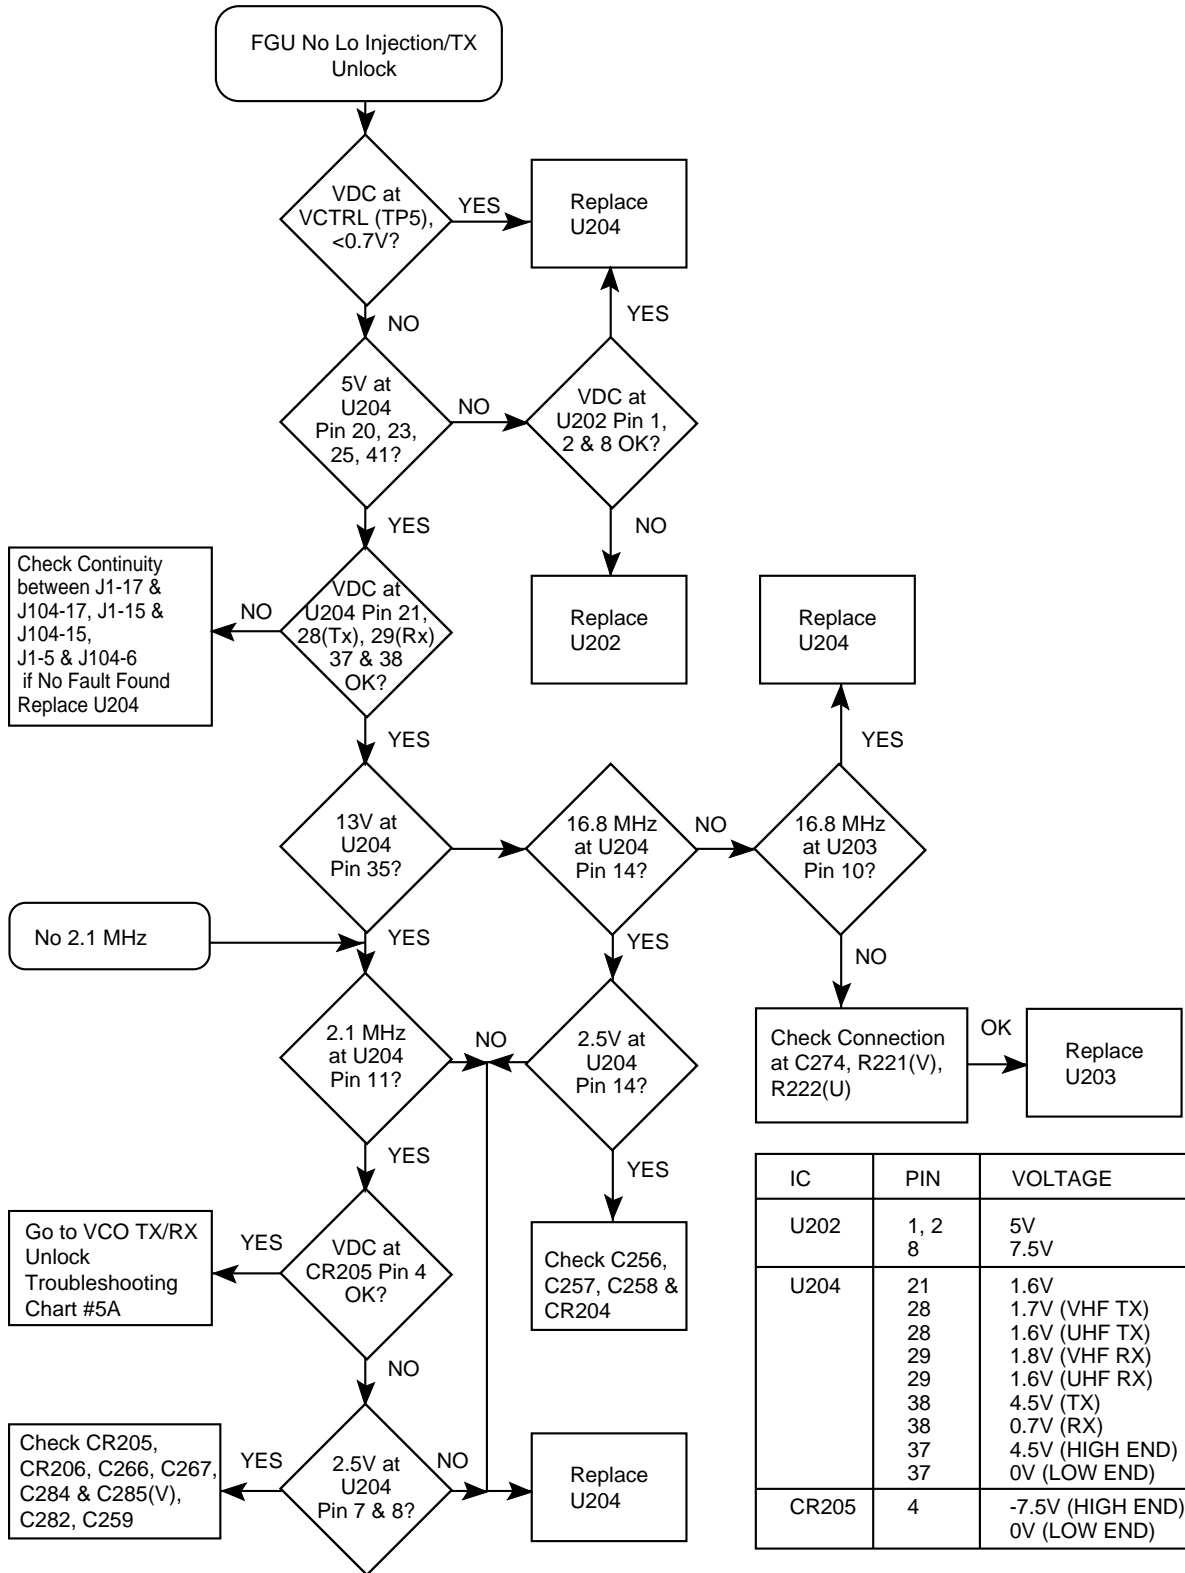 FGU No Lo Injection/TX
Unlock
VDC at
VCTRL (TP5),
<0.7V?
YES
Replace
U204
NO
YES
5V at
U204
Pin 20, 23,
25, 41?
NO
VDC at
U202 Pin 1,
2 & 8 OK?
YES
NO
Replace
U202
Check Continuity
between J1-17 &
J104-17, J1-15 &
J104-15,
J1-5 & J104-6
if No Fault Found
Replace U204
NO
VDC at
U204 Pin 21,
28(Tx), 29(Rx)
37 & 38
OK?
YES
Replace
U204
YES
13V at
U204
Pin 35?
16.8 MHz
at U204
Pin 14?
NO
16.8 MHz
at U203
Pin 10?
No 2.1 MHz
YES
YES
NO
2.1 MHz
at U204
Pin 11?
NO
2.5V at
U204
Pin 14?
Check Connection
at C274, R221(V),
R222(U)
OK
Replace
U203
YES
YES
Go to VCO TX/RX
Unlock
Troubleshooting
Chart #5A
YES
VDC at
CR205 Pin 4
OK?
Check C256,
C257, C258 &
CR204
NO
Check CR205,
CR206, C266, C267,
C284 & C285(V),
C282, C259
YES
2.5V at
U204
Pin 7 & 8?
NO
Replace
U204
IC PIN VOLTAGE
U202 1, 2 5V
8 7.5V
U204 21 1.6V
28 1.7V (VHF TX)
28 1.6V (UHF TX)
29 1.8V (VHF RX)
29 1.6V (UHF RX)
38 4.5V (TX)
38 0.7V (RX)
37 4.5V (HIGH END)
37 0V (LOW END)
CR205 4 -7.5V (HIGH END)
0V (LOW END)